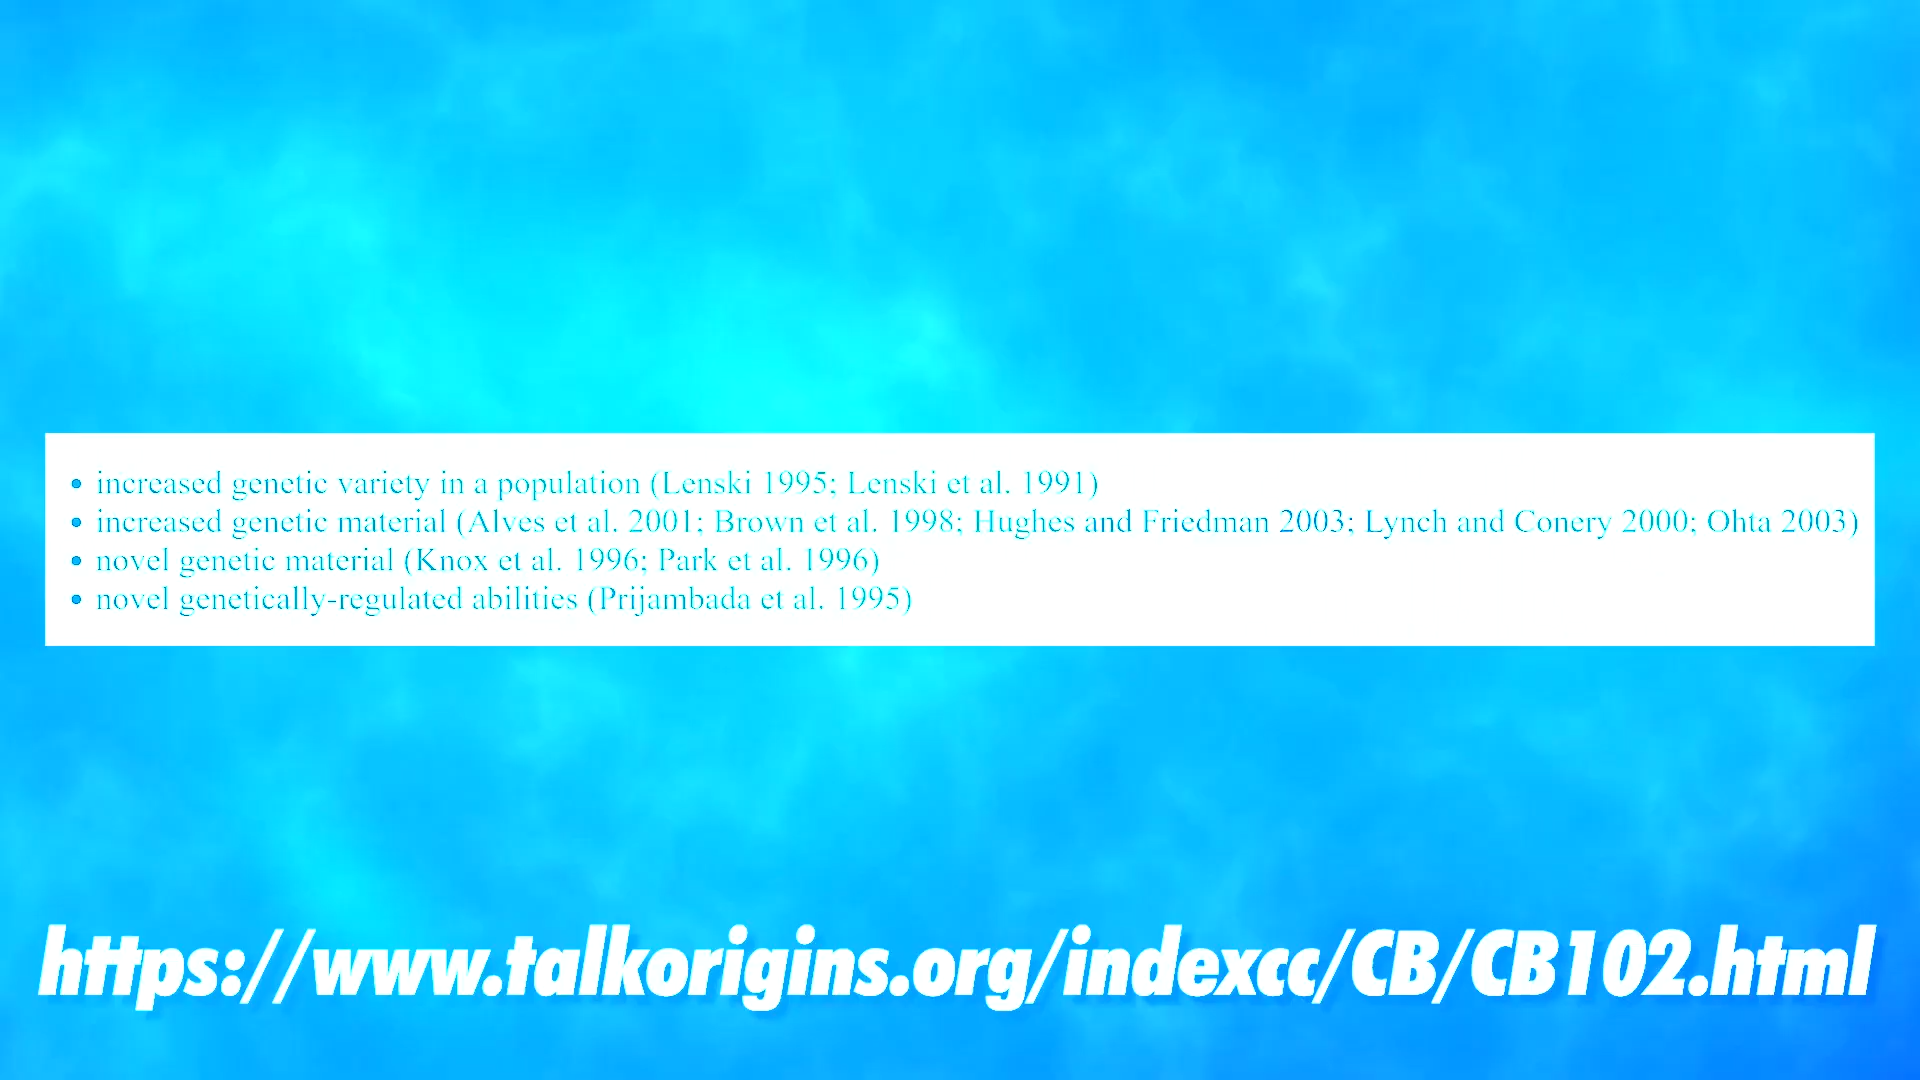 • increased genetic variety in a population (Lenski 1995; Lenski et al. 1991)
• increased genetic material (Alves et al. 2001; Brown et al. 1998; Hughes and Friedman 2003; Lynch and Conery 2000; Ohta 2003)
• novel genetic material (Knox et al. 1996; Park et al. 1996)
• novel genetically-regulated abilities (Prijambada et al. 1995)
https://www.talkorigins.org/indexcc/CB/CB102.html